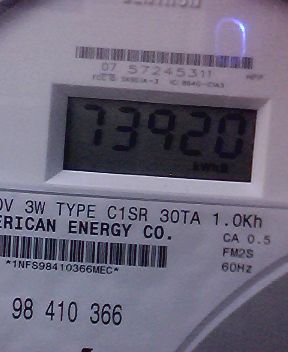 07 57245311
73920
kWh
V 3W TYPE C1SR 30TA 1.0Kh
ERICAN ENERGY CO.
CA 0.5
FM2S
60Hz
*1NFS98410366MEC*
98 410 366